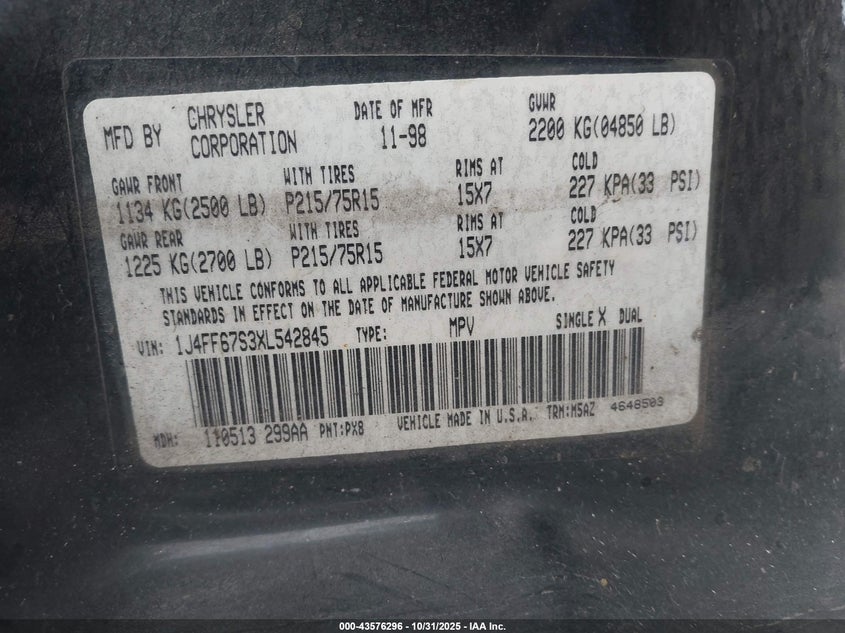 MFD BY CHRYSLER CORPORATION DATE OF MFR 11-98 GVWR 2200 KG(04850 LB)
GAWR FRONT WITH TIRES RIMS AT COLD
1134 KG(2500 LB) P215/75R15 15X7 227 KPA(33 PSI)
GAWR REAR WITH TIRES RIMS AT COLD
1225 KG(2700 LB) P215/75R15 15X7 227 KPA(33 PSI)
THIS VEHICLE CONFORMS TO ALL APPLICABLE FEDERAL MOTOR VEHICLE SAFETY
STANDARDS IN EFFECT ON THE DATE OF MANUFACTURE SHOWN ABOVE.
VIN: 1J4FF67S3XL542845 TYPE: MPV SINGLE X DUAL
MDH: 110513 299AA PNT:PX8 VEHICLE MADE IN U.S.A. TRM:M5AZ 4648503
000-43576296 - 10/31/2025 - IAA Inc.